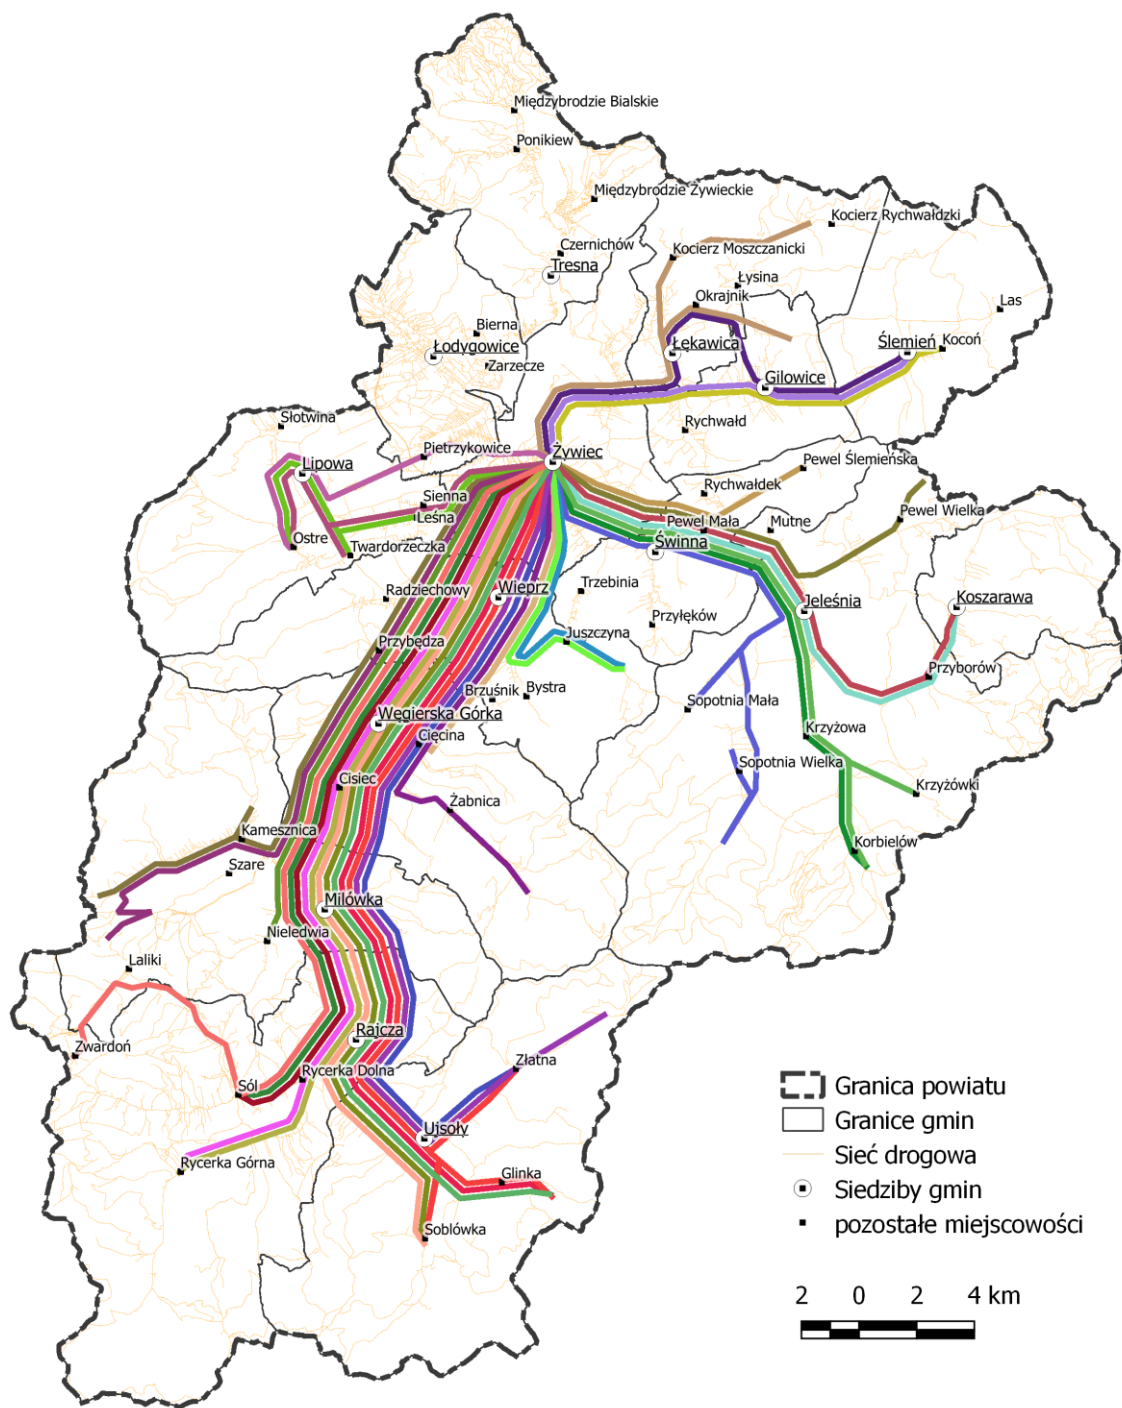 Międzybrodzie Bialskie
Ponikiew
Międzybrodzie Żywieckie
Kocierz Rychwałdzki
Czernichów
Kocierz Moszczanicki
Tresna
Łysina
Okrajnik
Las
Bierna
Łodygowice
Łękawica
Ślemień
Kocoń
Zarzecze
Gilowice
Słotwina
Rychwałd
Pietrzykowice
Żywiec
Lipowa
Pewel Ślemieńska
Sienna
Rychwałdek
Leśna
Pewel Mała
Mutne
Pewel Wielka
Ostre
Twardorzeczka
Świnna
Radziechowy
Wieprz
Trzebinia
Jeleśnia
Koszarawa
Przyłęków
Przybędza
Juszczyna
Przyborów
Brzuśnik
Bystra
Sopotnia Mała
Węgierska Górka
Cięcina
Krzyżowa
Cisiec
Sopotnia Wielka
Krzyżówki
Żabnica
Kamesznica
Korbielów
Szare
Milówka
Nieledwia
Laliki
Rajcza
Zwardoń
Złatna
Rycerka Dolna
Sól
Ujsoły
Rycerka Górna
Glinka
Soblówka
Granica powiatu
Granice gmin
Sieć drogowa
Siedziby gmin
pozostałe miejscowości
2 0 2 4 km